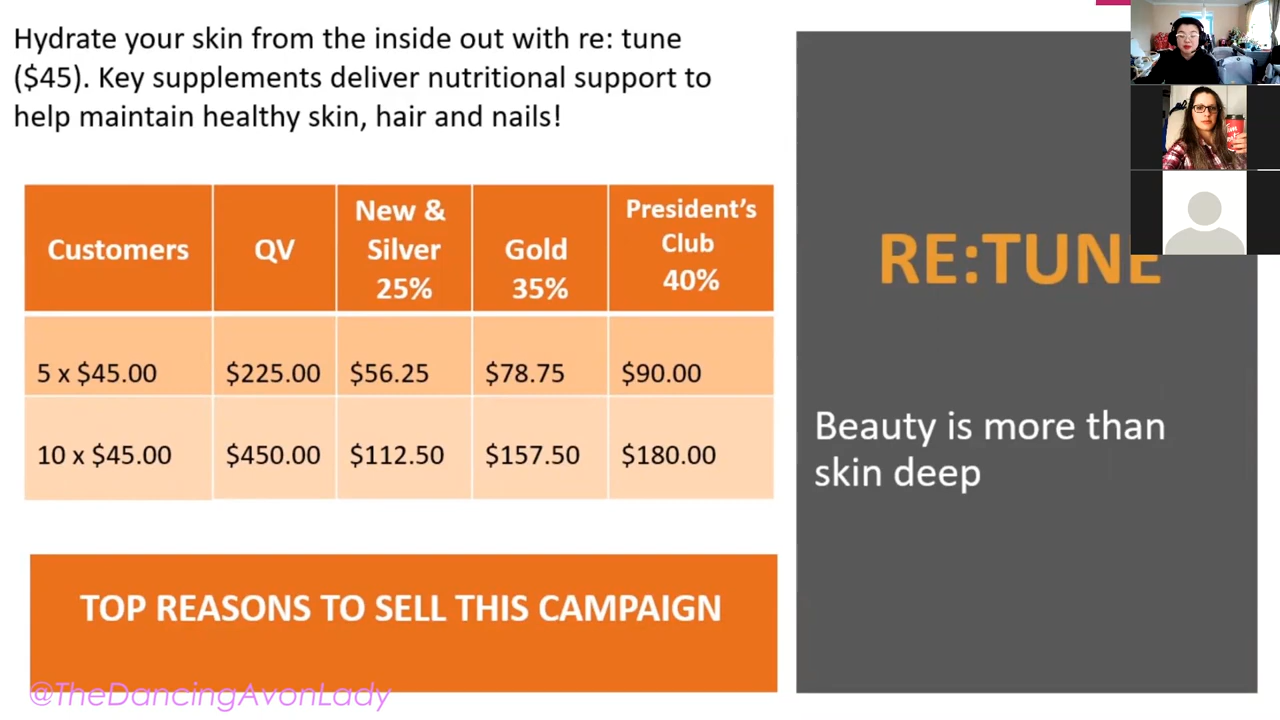 Hydrate your skin from the inside out with re: tune
($45). Key supplements deliver nutritional support to
help maintain healthy skin, hair and nails!
Customers
QV
New &
Silver
25%
Gold
35%
President's
Club
40%
5 x $45.00
$225.00
$56.25
$78.75
$90.00
10 x $45.00
$450.00
$112.50
$157.50
$180.00
TOP REASONS TO SELL THIS CAMPAIGN
@TheDancingAvonLady
RE:TUNE
Beauty is more than
skin deep